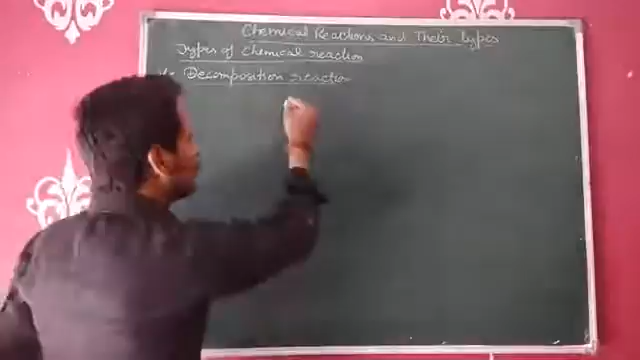 Chemical Reactions and Their types
Types of chemical reaction
Decomposition reaction